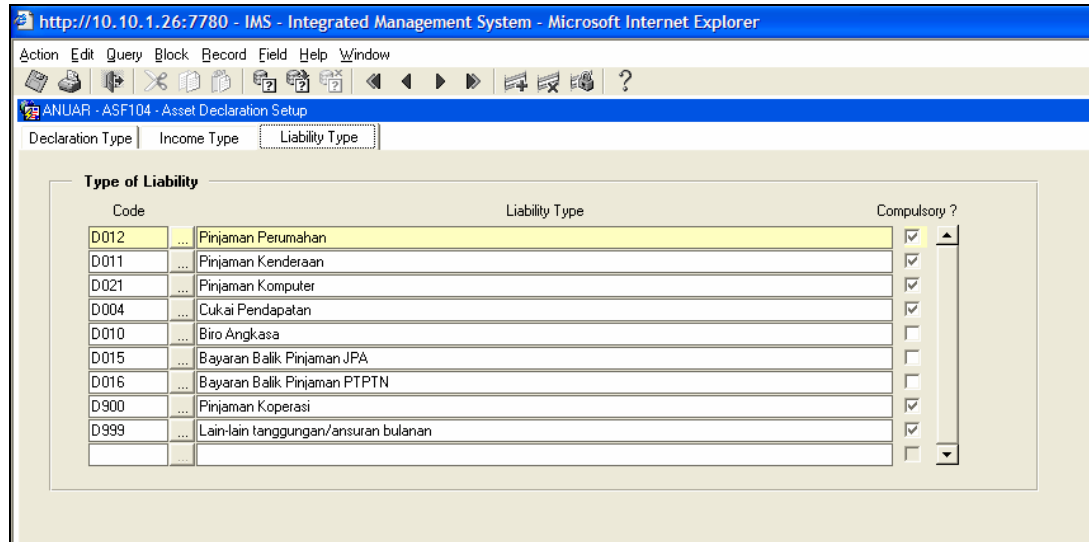 http://10.10.1.26:7780 - IMS - Integrated Management System - Microsoft Internet Explorer
Action Edit Query Block Record Field Help Window
ANUAR - ASF104 - Asset Declaration Setup
Declaration Type Income Type Liability Type
Type of Liability
Code Liability Type Compulsory ?
D012 ... Pinjaman Perumahan
D011 ... Pinjaman Kenderaan
D021 ... Pinjaman Komputer
D004 ... Cukai Pendapatan
D010 ... Biro Angkasa
D015 ... Bayaran Balik Pinjaman JPA
D016 ... Bayaran Balik Pinjaman PTPTN
D900 ... Pinjaman Koperasi
D999 ... Lain-lain tanggungan/ansuran bulanan
...